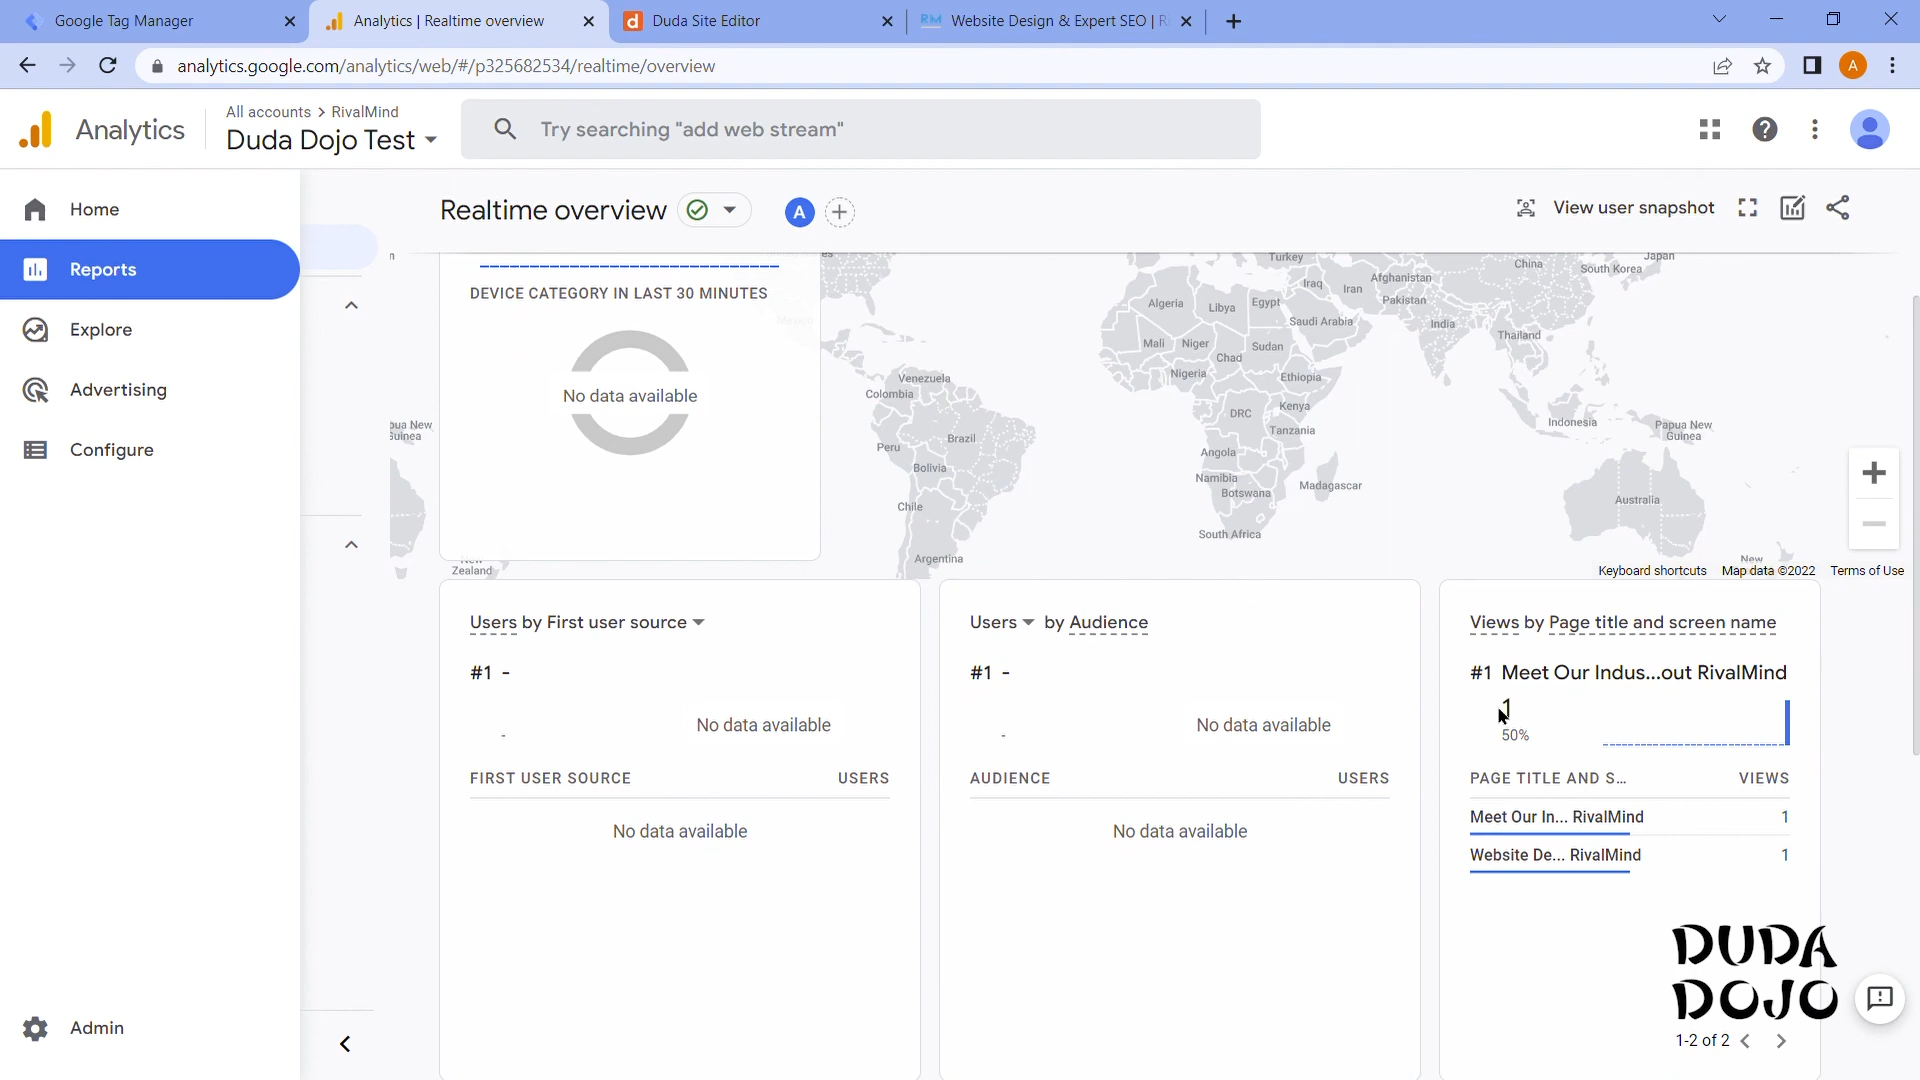 Google Tag Manager
Analytics | Realtime overview
Duda Site Editor
Website Design & Expert SEO | R
analytics.google.com/analytics/web/#/p325682534/realtime/overview
Analytics
All accounts > RivalMind
Duda Dojo Test
Try searching "add web stream"
Home
Reports
Explore
Advertising
Configure
Admin
Realtime overview
A
View user snapshot
DEVICE CATEGORY IN LAST 30 MINUTES
No data available
Turkey
China
Japan
South Korea
Afghanistan
Iraq
Iran
Pakistan
Algeria
Libya
Egypt
Saudi Arabia
India
Thailand
Mali
Niger
Chad
Sudan
Nigeria
Ethiopia
Venezuela
Colombia
DRC
Kenya
Tanzania
Indonesia
Papua New
Guinea
Peru
Brazil
Angola
Bolivia
Namibia
Botswana
Madagascar
Australia
Chile
South Africa
Argentina
New
Zealand
New
Keyboard shortcuts
Map data ©2022
Terms of Use
Users by First user source
#1 -
-
No data available
FIRST USER SOURCE
USERS
No data available
Users by Audience
#1 -
-
No data available
AUDIENCE
USERS
No data available
Views by Page title and screen name
#1 Meet Our Indus...out RivalMind
1
50%
PAGE TITLE AND S...
VIEWS
Meet Our In... RivalMind
1
Website De... RivalMind
1
DUDA
DOJO
1-2 of 2